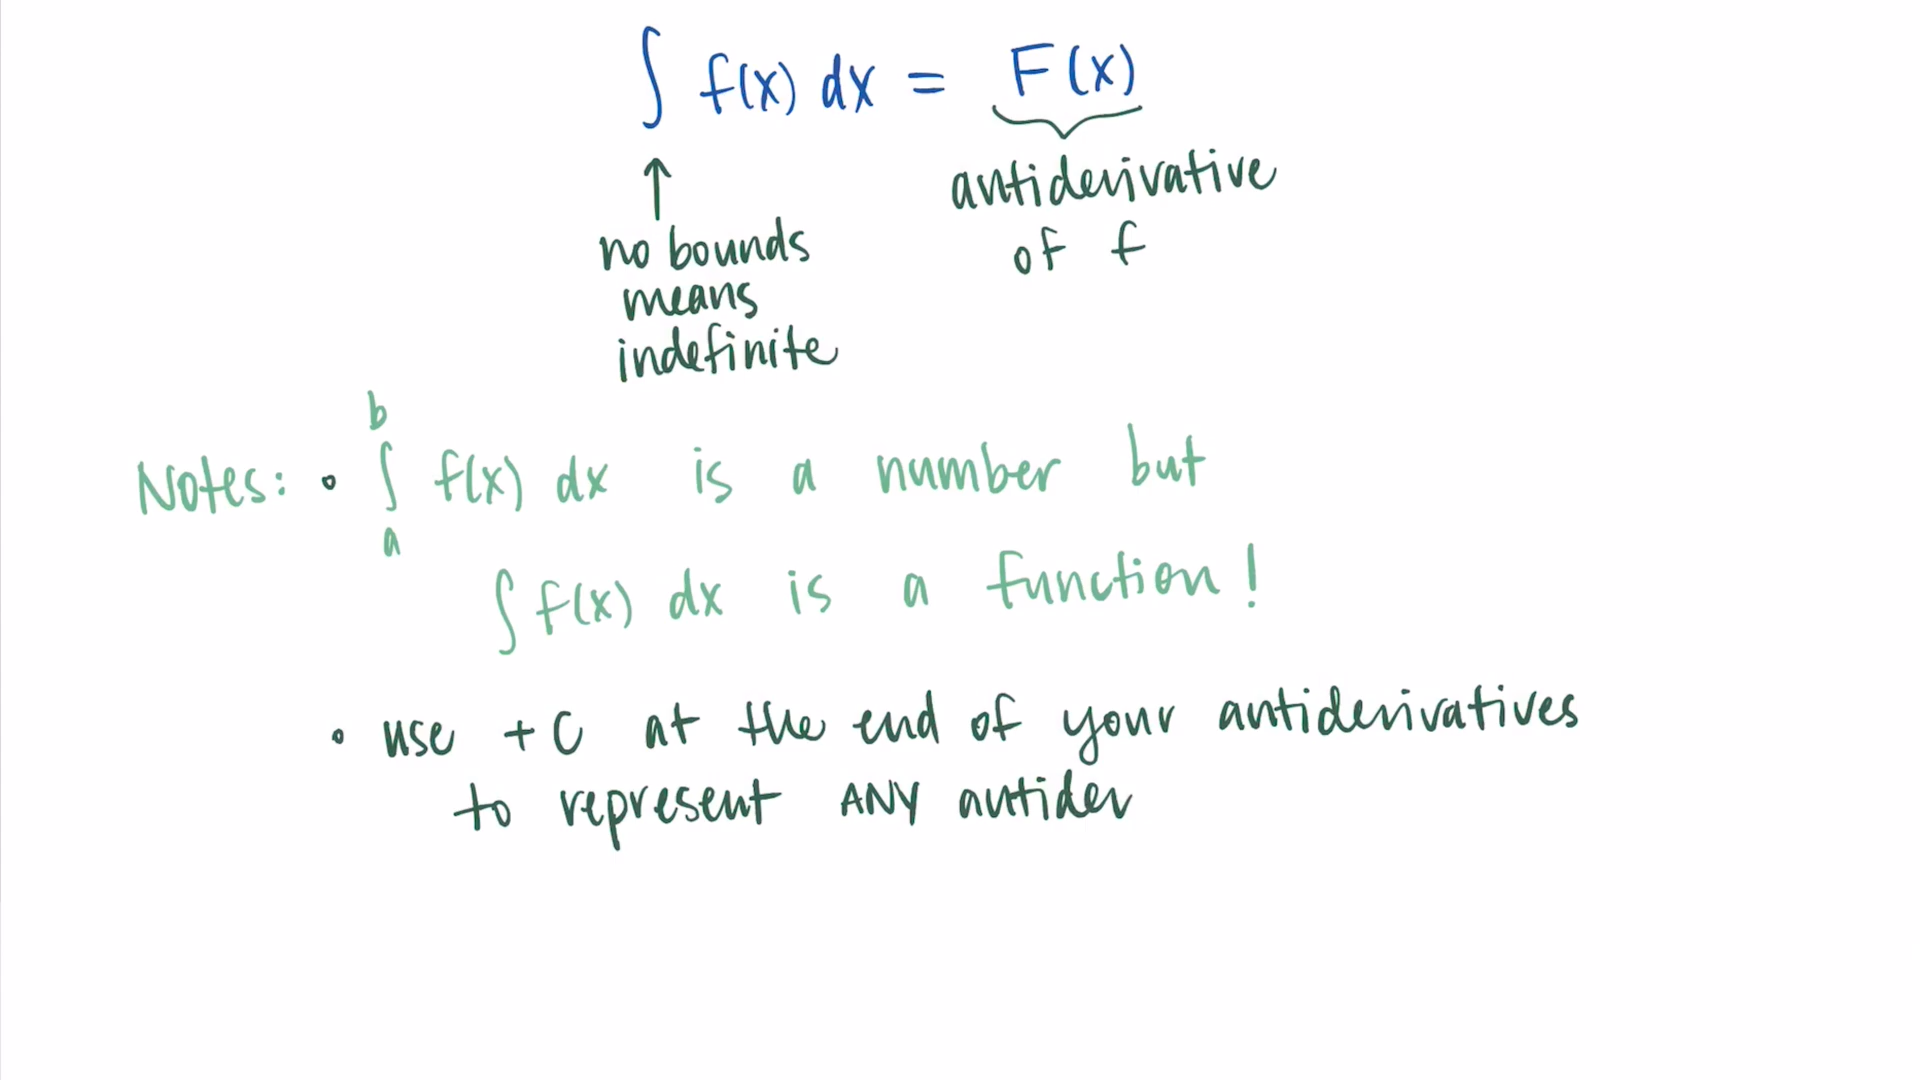 ∫ f(x) dx = F(x)
↑
no bounds
means
indefinite
antiderivative
of f
Notes: • ∫ₐᵇ f(x) dx is a number but
∫ f(x) dx is a function!
• use + C at the end of your antiderivatives
to represent ANY antider